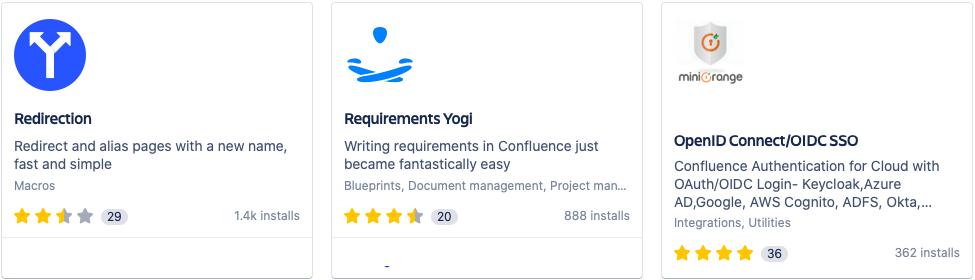 Redirection
Redirect and alias pages with a new name,
fast and simple
Macros
29
1.4k installs
Requirements Yogi
Writing requirements in Confluence just
became fantastically easy
Blueprints, Document management, Project man...
20
888 installs
miniOrange
OpenID Connect/OIDC SSO
Confluence Authentication for Cloud with
OAuth/OIDC Login- Keycloak,Azure
AD,Google, AWS Cognito, ADFS, Okta,...
Integrations, Utilities
36
362 installs